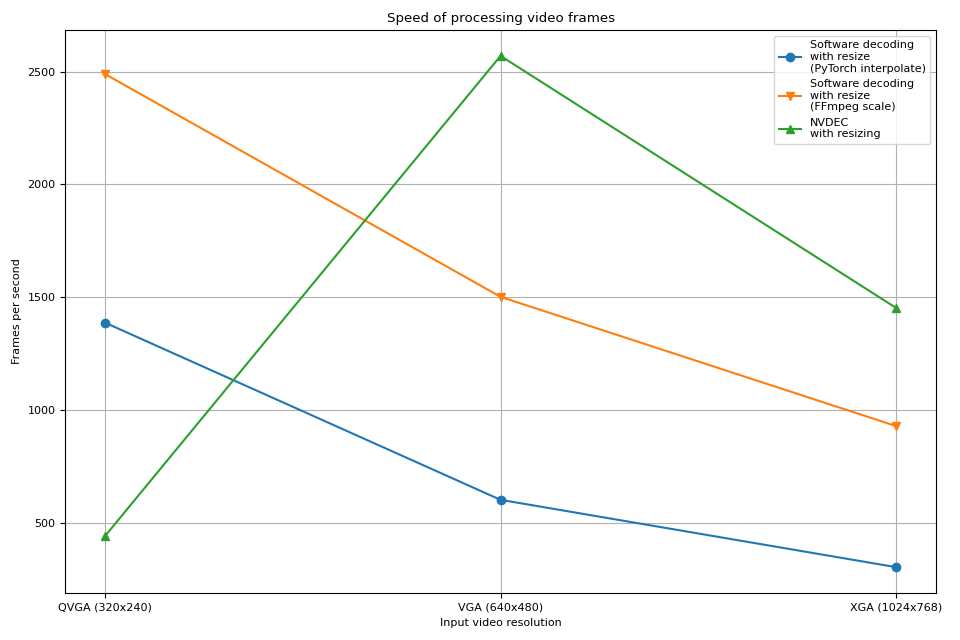 Speed of processing video frames
Software decoding
with resize
(PyTorch interpolate)
Software decoding
with resize
(FFmpeg scale)
NVDEC
with resizing
Frames per second
2500
2000
1500
1000
500
QVGA (320x240)
VGA (640x480)
XGA (1024x768)
Input video resolution